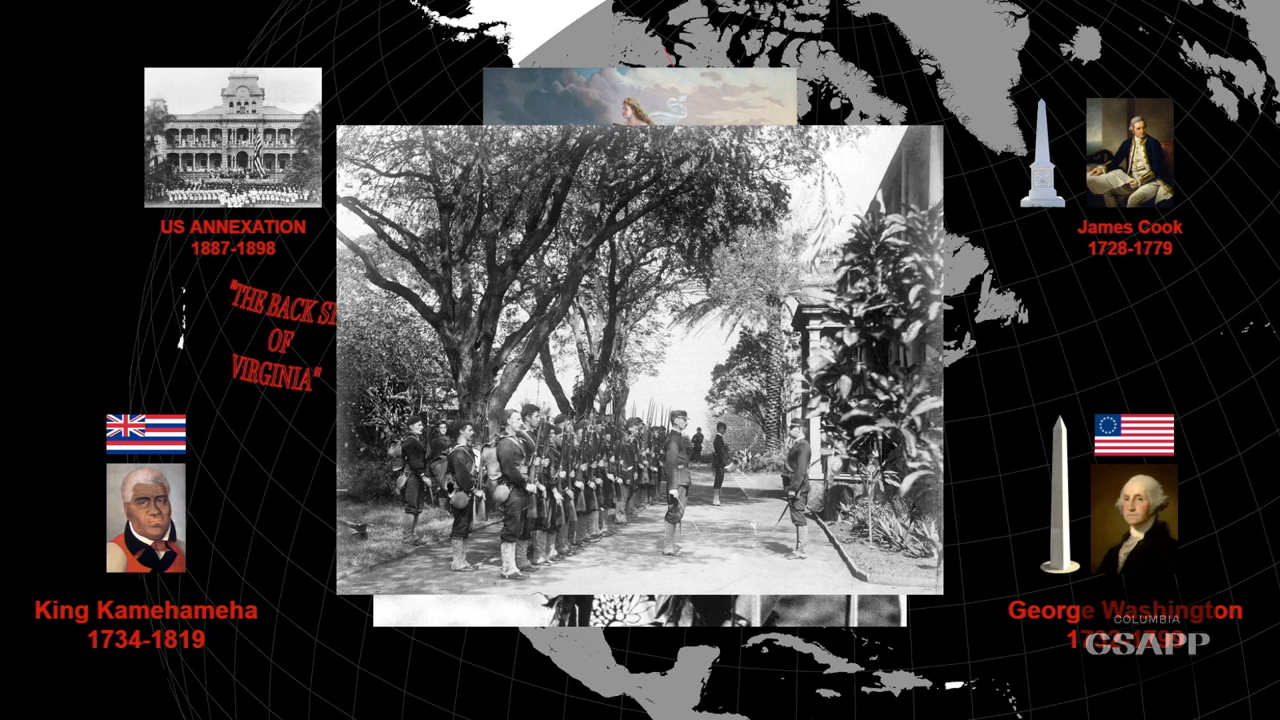 US ANNEXATION
1887-1898
James Cook
1728-1779
"THE BACK
OF
VIRGINIA"
King Kamehameha
1734-1819
George Washington
COLUMBIA
GSAPP